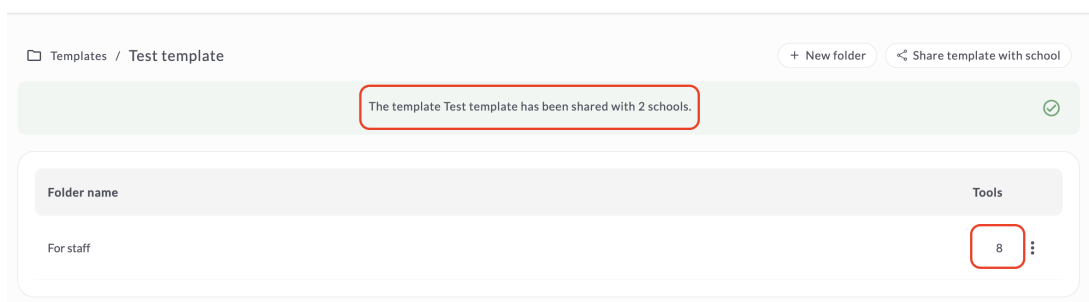 Templates / Test template
+ New folder
Share template with school
The template Test template has been shared with 2 schools.
Folder name Tools
For staff 8